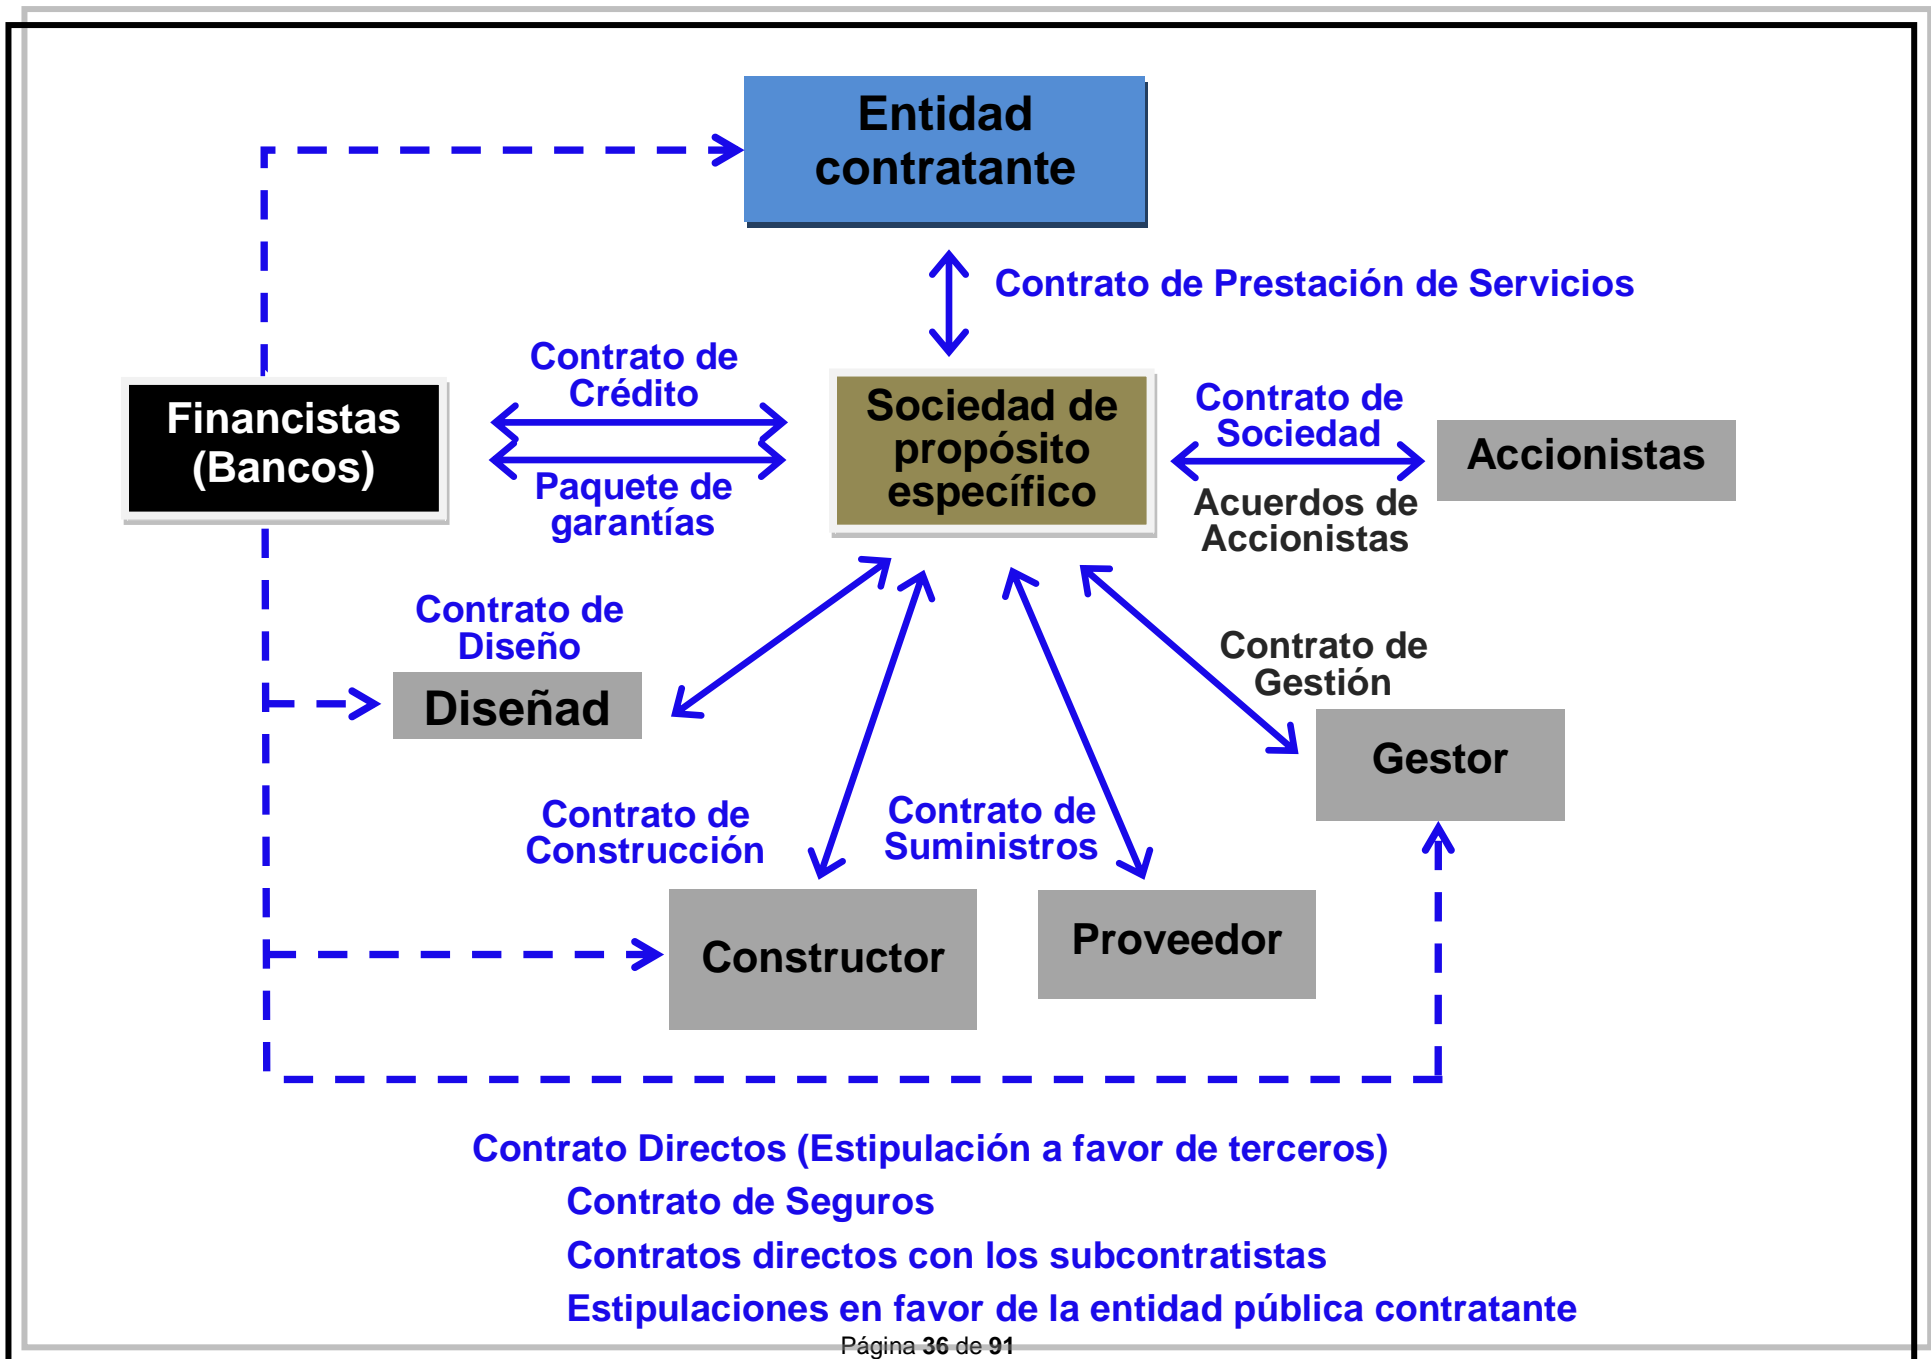 Entidad
contratante
Contrato de Prestación de Servicios
Contrato de
Crédito
Financistas
(Bancos)
Paquete de
garantías
Sociedad de
propósito
específico
Contrato de
Sociedad
Accionistas
Acuerdos de
Accionistas
Contrato de
Diseño
Diseñad
Contrato de
Gestión
Gestor
Contrato de
Construcción
Contrato de
Suministros
Constructor
Proveedor
Contrato Directos (Estipulación a favor de terceros)
Contrato de Seguros
Contratos directos con los subcontratistas
Estipulaciones en favor de la entidad pública contratante
Página 36 de 91